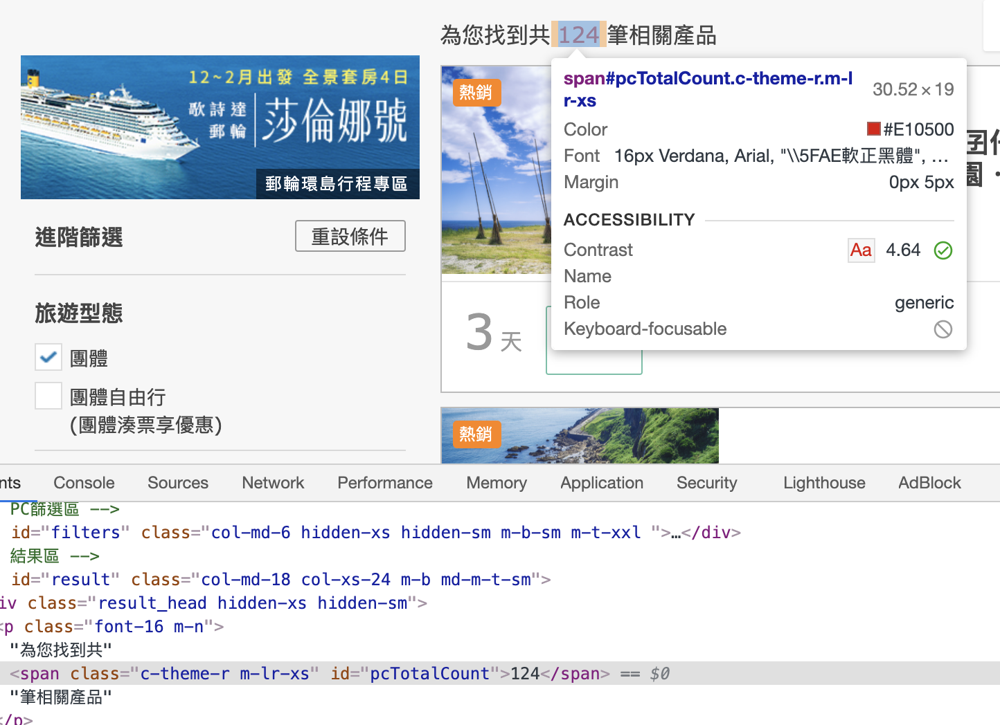 為您找到共 124 筆相關產品
12~2月出發 全景套房4日
歌詩達
郵輪
莎倫娜號
郵輪環島行程專區
進階篩選
重設條件
旅遊型態
團體
團體自由行
(團體湊票享優惠)
熱銷
3 天
熱銷
span#pcTotalCount.c-theme-r.m-l
r-xs
30.52 × 19
Color #E10500
Font 16px Verdana, Arial, "\\5FAE軟正黑體", …
Margin 0px 5px
ACCESSIBILITY
Contrast Aa 4.64
Name
Role generic
Keyboard-focusable
園 ·
nts Console Sources Network Performance Memory Application Security Lighthouse AdBlock
PC篩選區 -->
id="filters" class="col-md-6 hidden-xs hidden-sm m-b-sm m-t-xxl ">…</div>
結果區 -->
id="result" class="col-md-18 col-xs-24 m-b md-m-t-sm">
iv class="result_head hidden-xs hidden-sm">
<p class="font-16 m-n">
"為您找到共"
<span class="c-theme-r m-lr-xs" id="pcTotalCount">124</span> == $0
"筆相關產品"
</p>